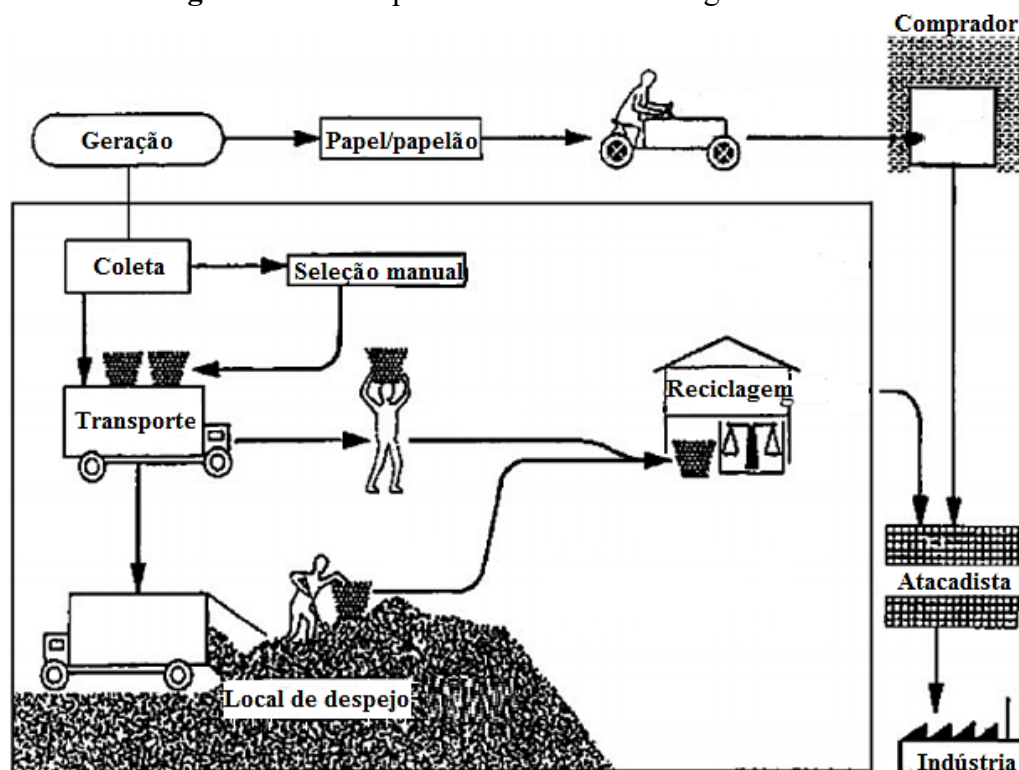 Comprador
Geração
Papel/papelão
Coleta
Seleção manual
Reciclagem
Transporte
Atacadista
Local de despejo
Indústria